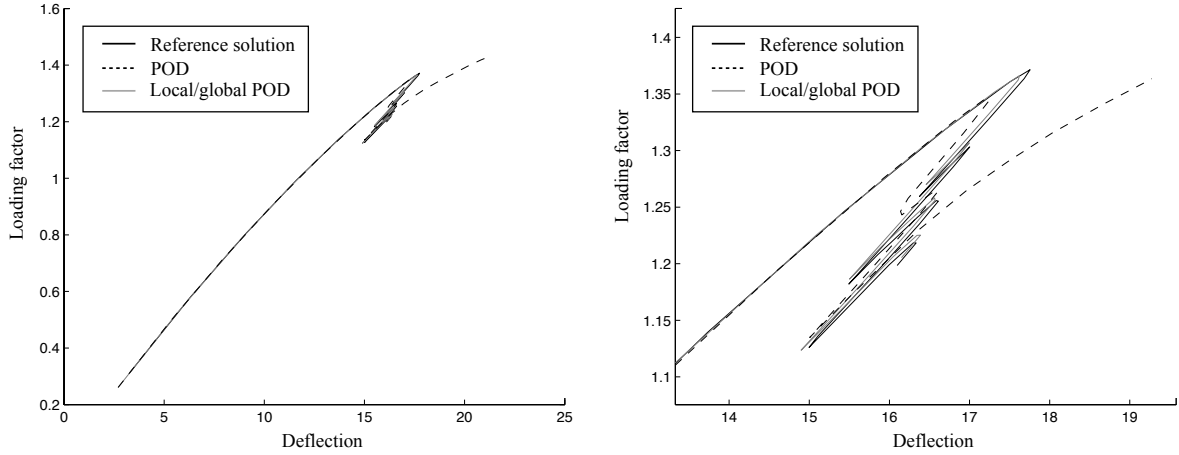 1.6
1.4
1.2
1
0.8
0.6
0.4
0.2
Loading factor
Reference solution
POD
Local/global POD
0 5 10 15 20 25
Deflection
1.4
1.35
1.3
1.25
1.2
1.15
1.1
Loading factor
Reference solution
POD
Local/global POD
14 15 16 17 18 19
Deflection